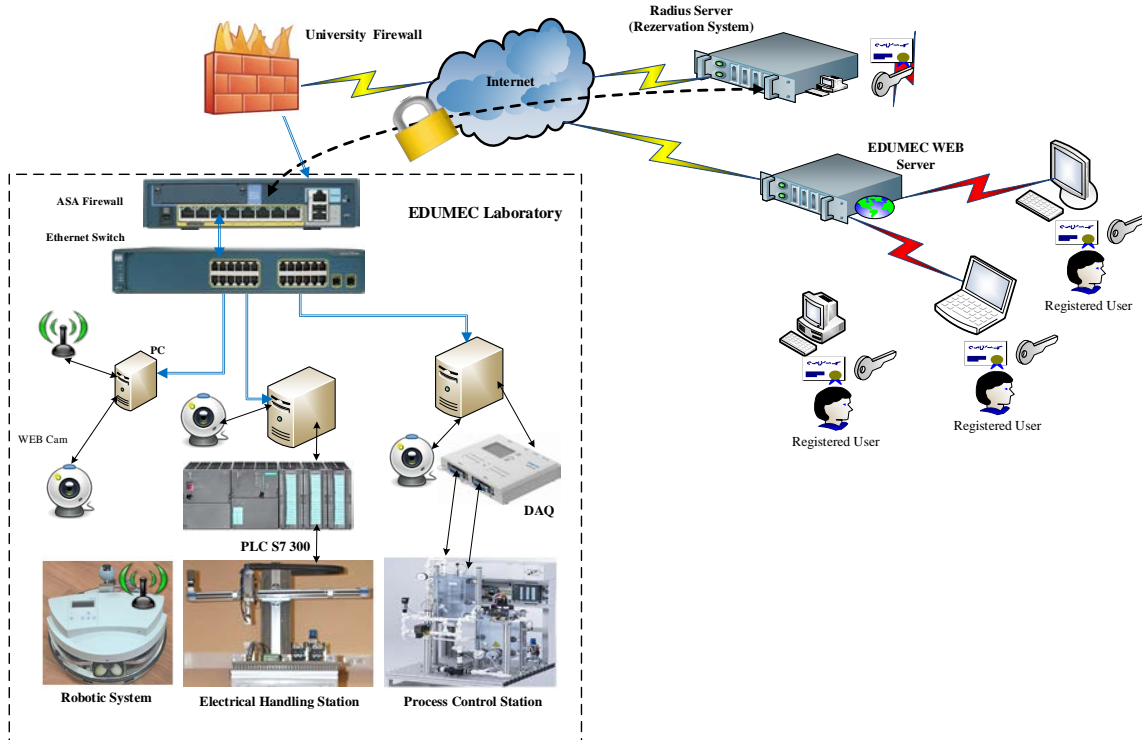 Radius Server
(Rezervation System)
University Firewall
Internet
EDUMEC WEB
Server
ASA Firewall
EDUMEC Laboratory
Ethernet Switch
Registered User
PC
Registered User
Registered User
WEB Cam
DAQ
PLC S7 300
Robotic System
Electrical Handling Station
Process Control Station